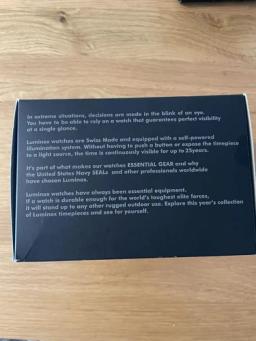 In extreme situations, decisions are made in the blink of an eye.
You have to be able to rely on a watch that guarantees perfect visibility
at a single glance.
Luminox watches are Swiss Made and equipped with a self-powered
illumination system. Without having to push a button or expose the timepiece
to a light source, the time is continuously visible for up to 25years.
It's part of what makes our watches ESSENTIAL GEAR and why
the United States Navy SEALs and other professionals worldwide
have chosen Luminox.
Luminox watches have always been essential equipment.
If a watch is durable enough for the world's toughest elite forces,
it will stand up to any other rugged outdoor use. Explore this year's collection
of Luminox timepieces and see for yourself.